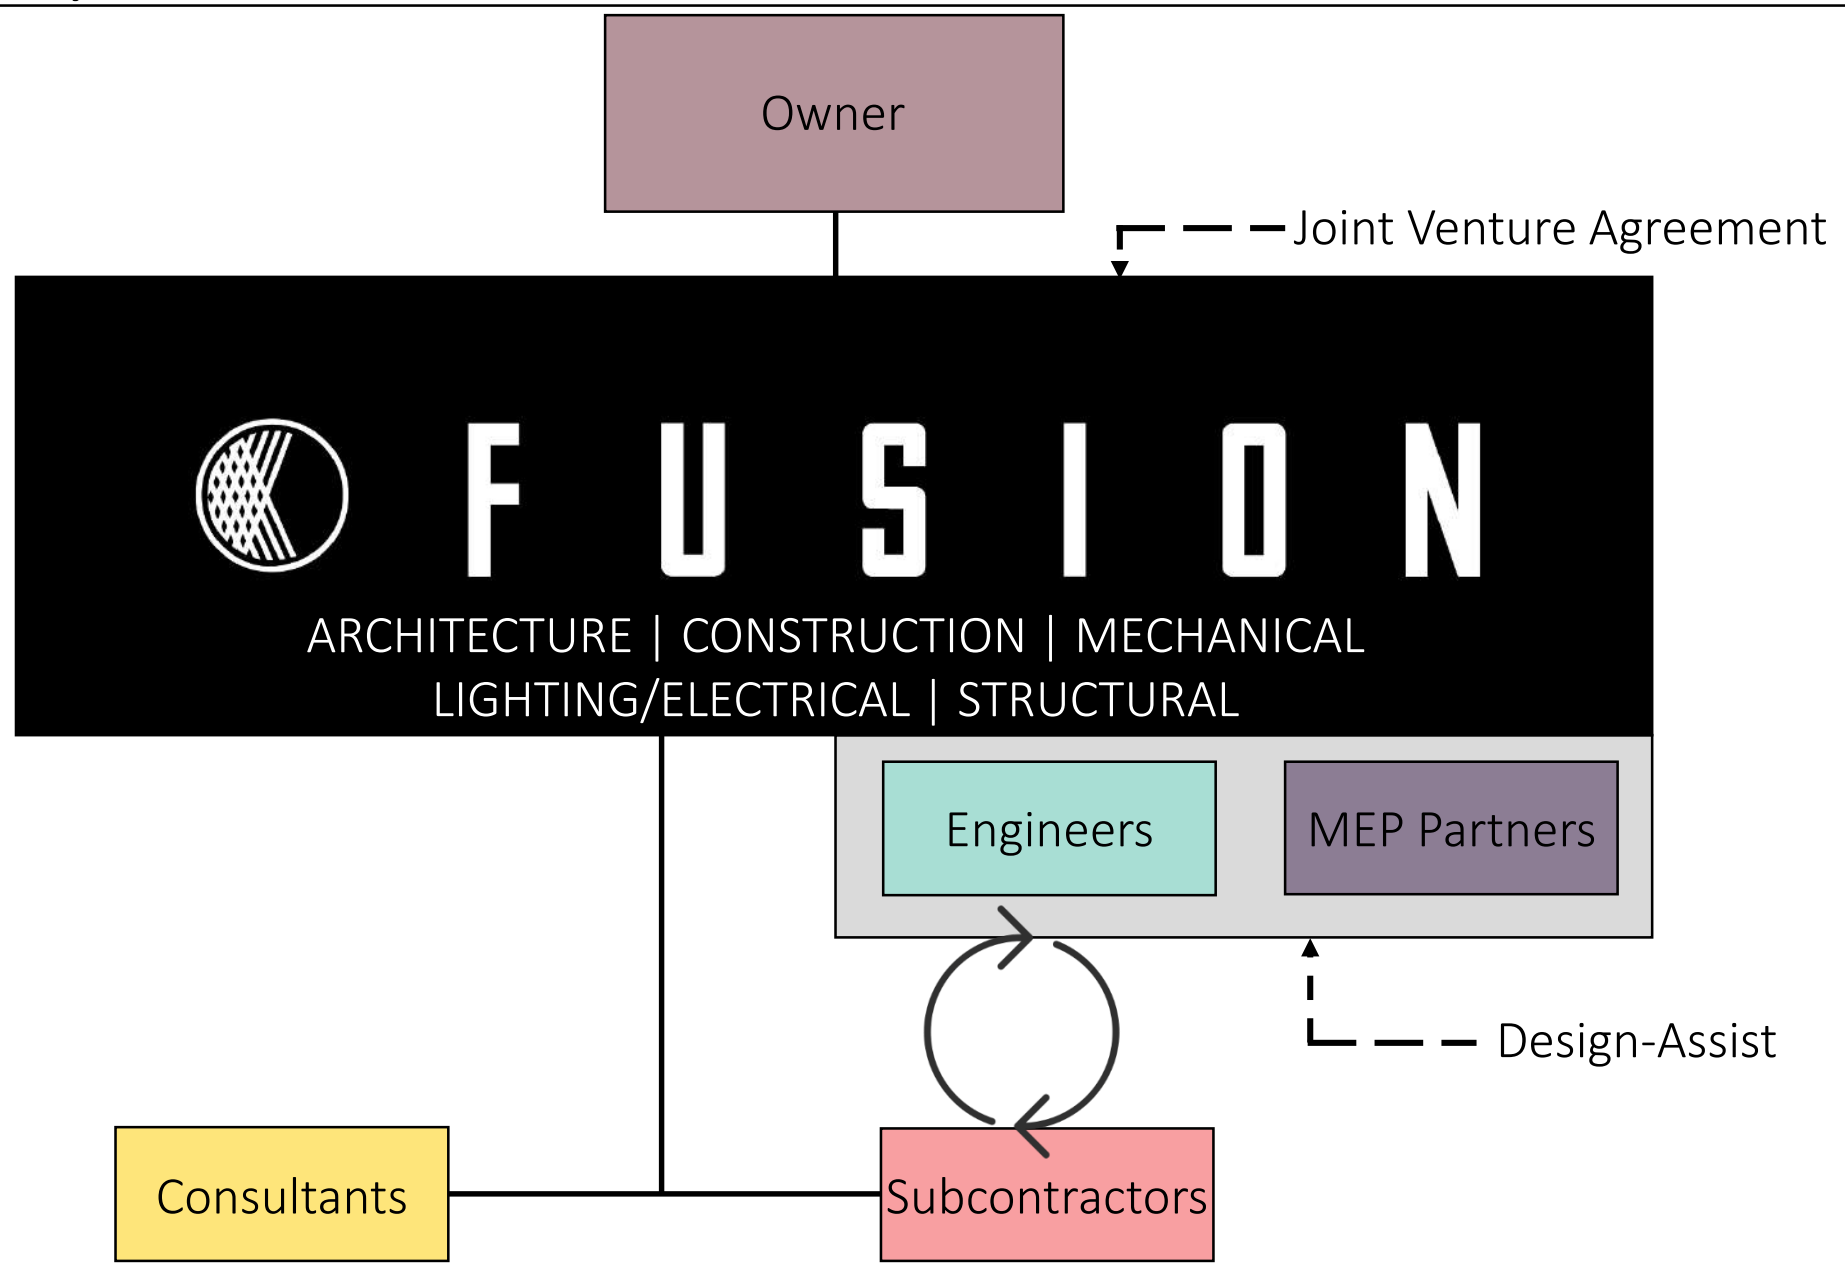 Owner
Joint Venture Agreement
FUSION
ARCHITECTURE | CONSTRUCTION | MECHANICAL
LIGHTING/ELECTRICAL | STRUCTURAL
Engineers
MEP Partners
Design-Assist
Consultants
Subcontractors